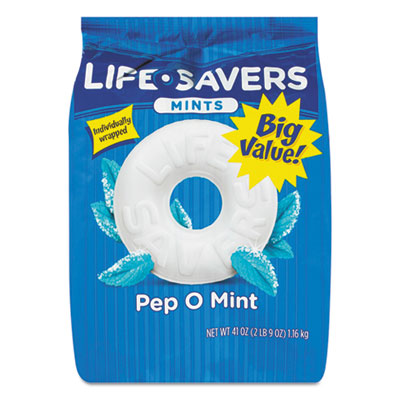 LIFE•SAVERS
MINTS
Individually
wrapped
Big
Value!
LIFE
SAVERS
Pep O Mint
NET WT 41 OZ (2 LB 9 OZ) 1.16 kg